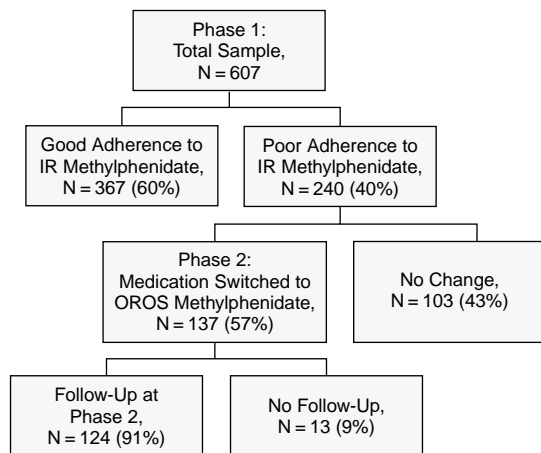 Phase 1:
Total Sample,
N = 607
Good Adherence to
IR Methylphenidate,
N = 367 (60%)
Poor Adherence to
IR Methylphenidate,
N = 240 (40%)
Phase 2:
Medication Switched to
OROS Methylphenidate,
N = 137 (57%)
No Change,
N = 103 (43%)
Follow-Up at
Phase 2,
N = 124 (91%)
No Follow-Up,
N = 13 (9%)